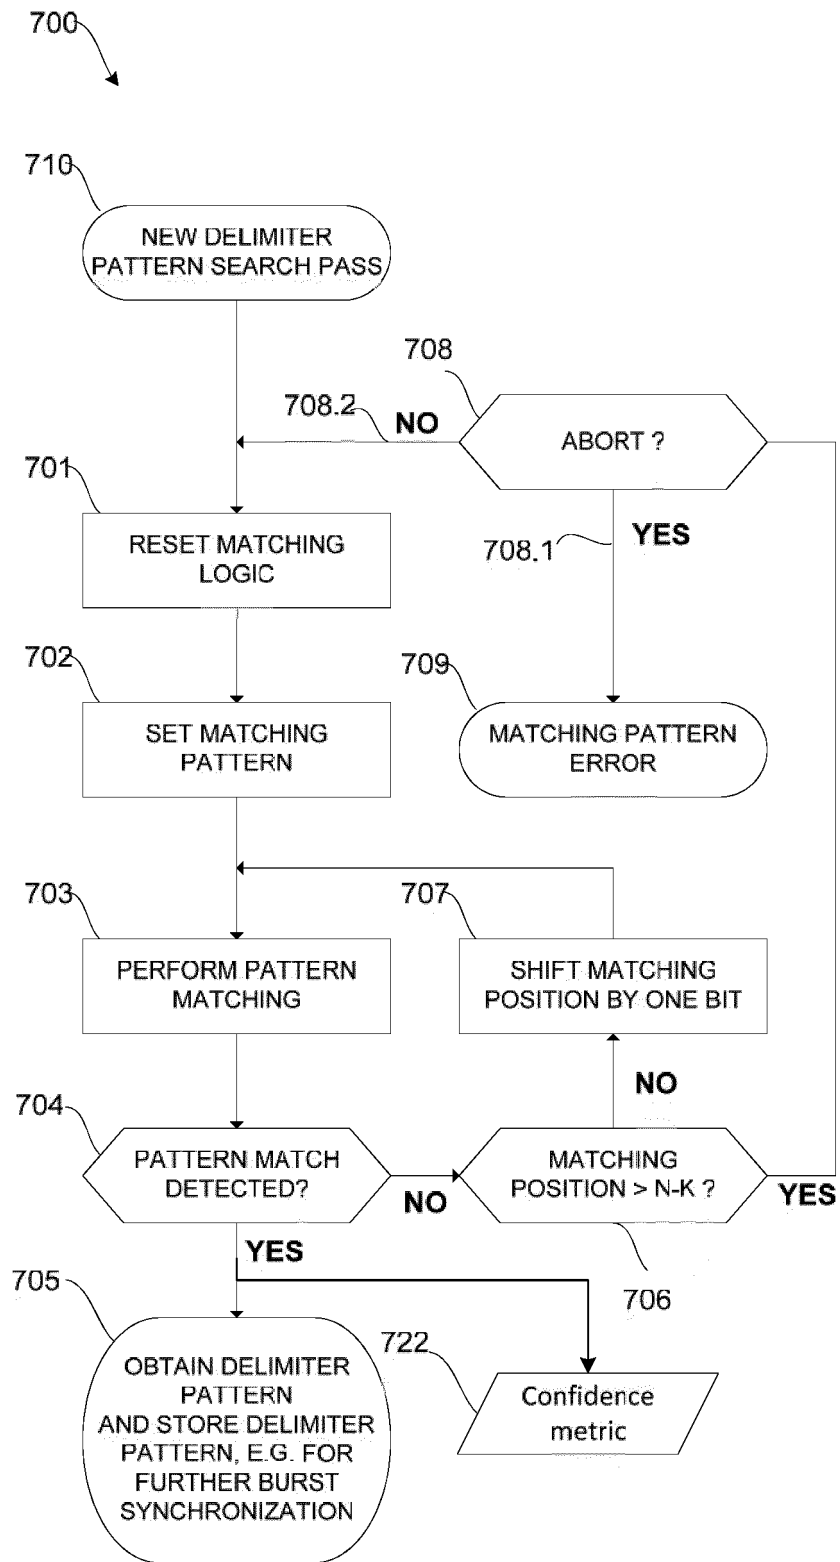 700
710
NEW DELIMITER
PATTERN SEARCH PASS
708
708.2
NO
ABORT ?
701
RESET MATCHING
LOGIC
708.1
YES
702
SET MATCHING
PATTERN
709
MATCHING PATTERN
ERROR
703
PERFORM PATTERN
MATCHING
707
SHIFT MATCHING
POSITION BY ONE BIT
NO
704
PATTERN MATCH
DETECTED?
NO
MATCHING
POSITION > N-K ?
YES
YES
706
705
OBTAIN DELIMITER
PATTERN
AND STORE DELIMITER
PATTERN, E.G. FOR
FURTHER BURST
SYNCHRONIZATION
722
Confidence
metric